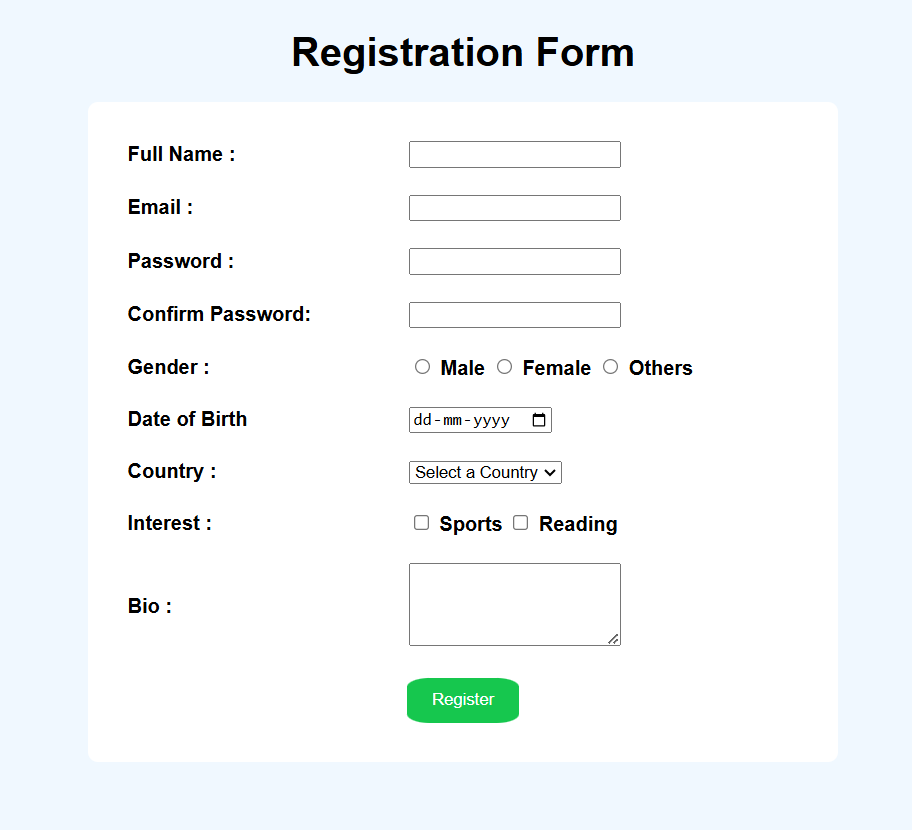 Registration Form
Full Name :
Email :
Password :
Confirm Password:
Gender : Male Female Others
Date of Birth dd-mm-yyyy
Country : Select a Country
Interest : Sports Reading
Bio :
Register